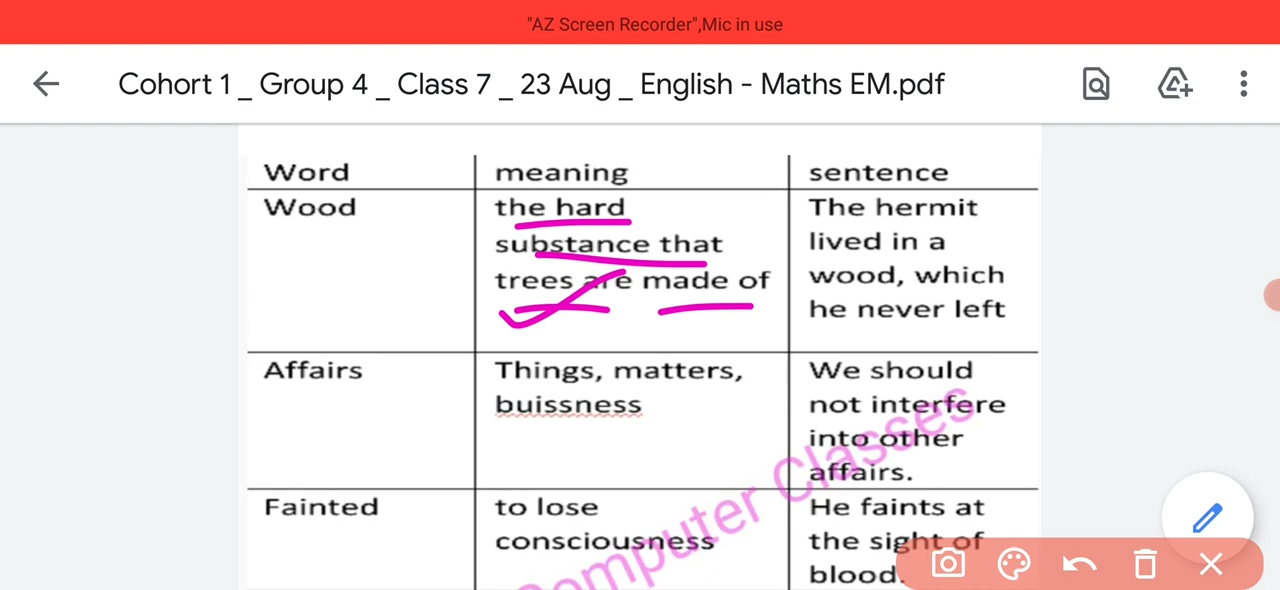 "AZ Screen Recorder",Mic in use
Cohort 1 _ Group 4 _ Class 7 _ 23 Aug _ English - Maths EM.pdf
Word meaning sentence
Wood the hard The hermit
substance that lived in a
trees are made of wood, which
he never left
Affairs Things, matters, We should
buissness not interfere
into other
affairs.
Fainted to lose He faints at
consciousness the sight of
blood.
Computer Classes